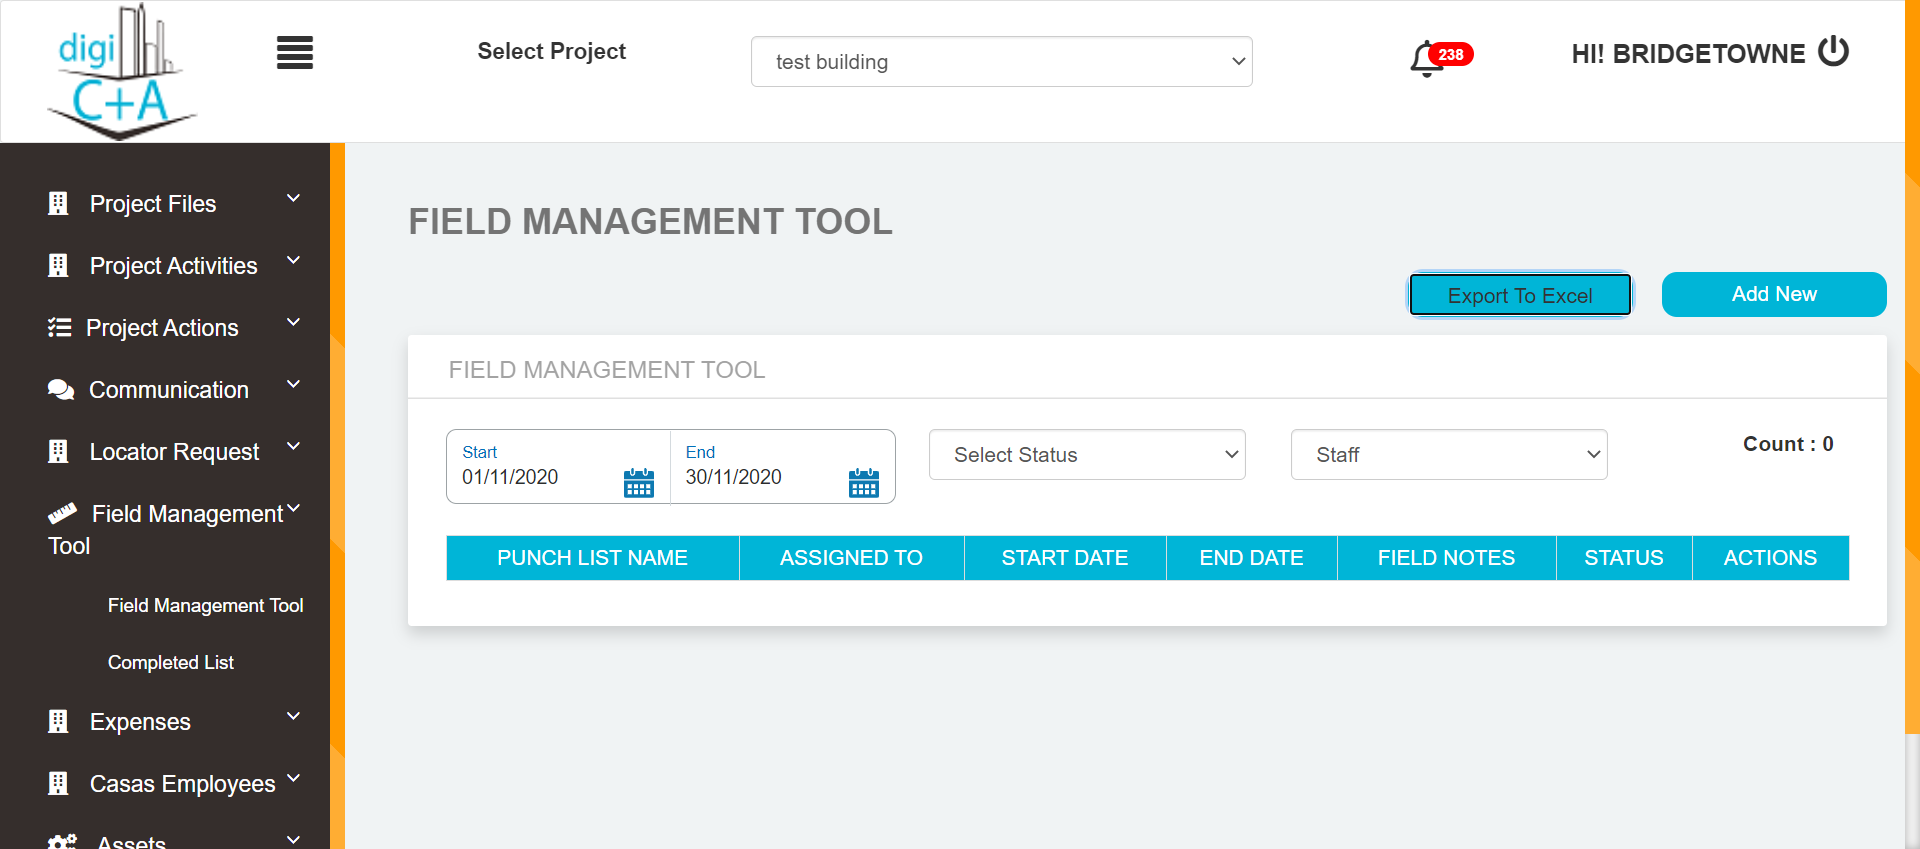 digi
C+A
Select Project
test building
238
HI! BRIDGETOWNE
Project Files
Project Activities
Project Actions
Communication
Locator Request
Field Management
Tool
Field Management Tool
Completed List
Expenses
Casas Employees
Assets
FIELD MANAGEMENT TOOL
Export To Excel
Add New
FIELD MANAGEMENT TOOL
Start
01/11/2020
End
30/11/2020
Select Status
Staff
Count : 0
PUNCH LIST NAME ASSIGNED TO START DATE END DATE FIELD NOTES STATUS ACTIONS